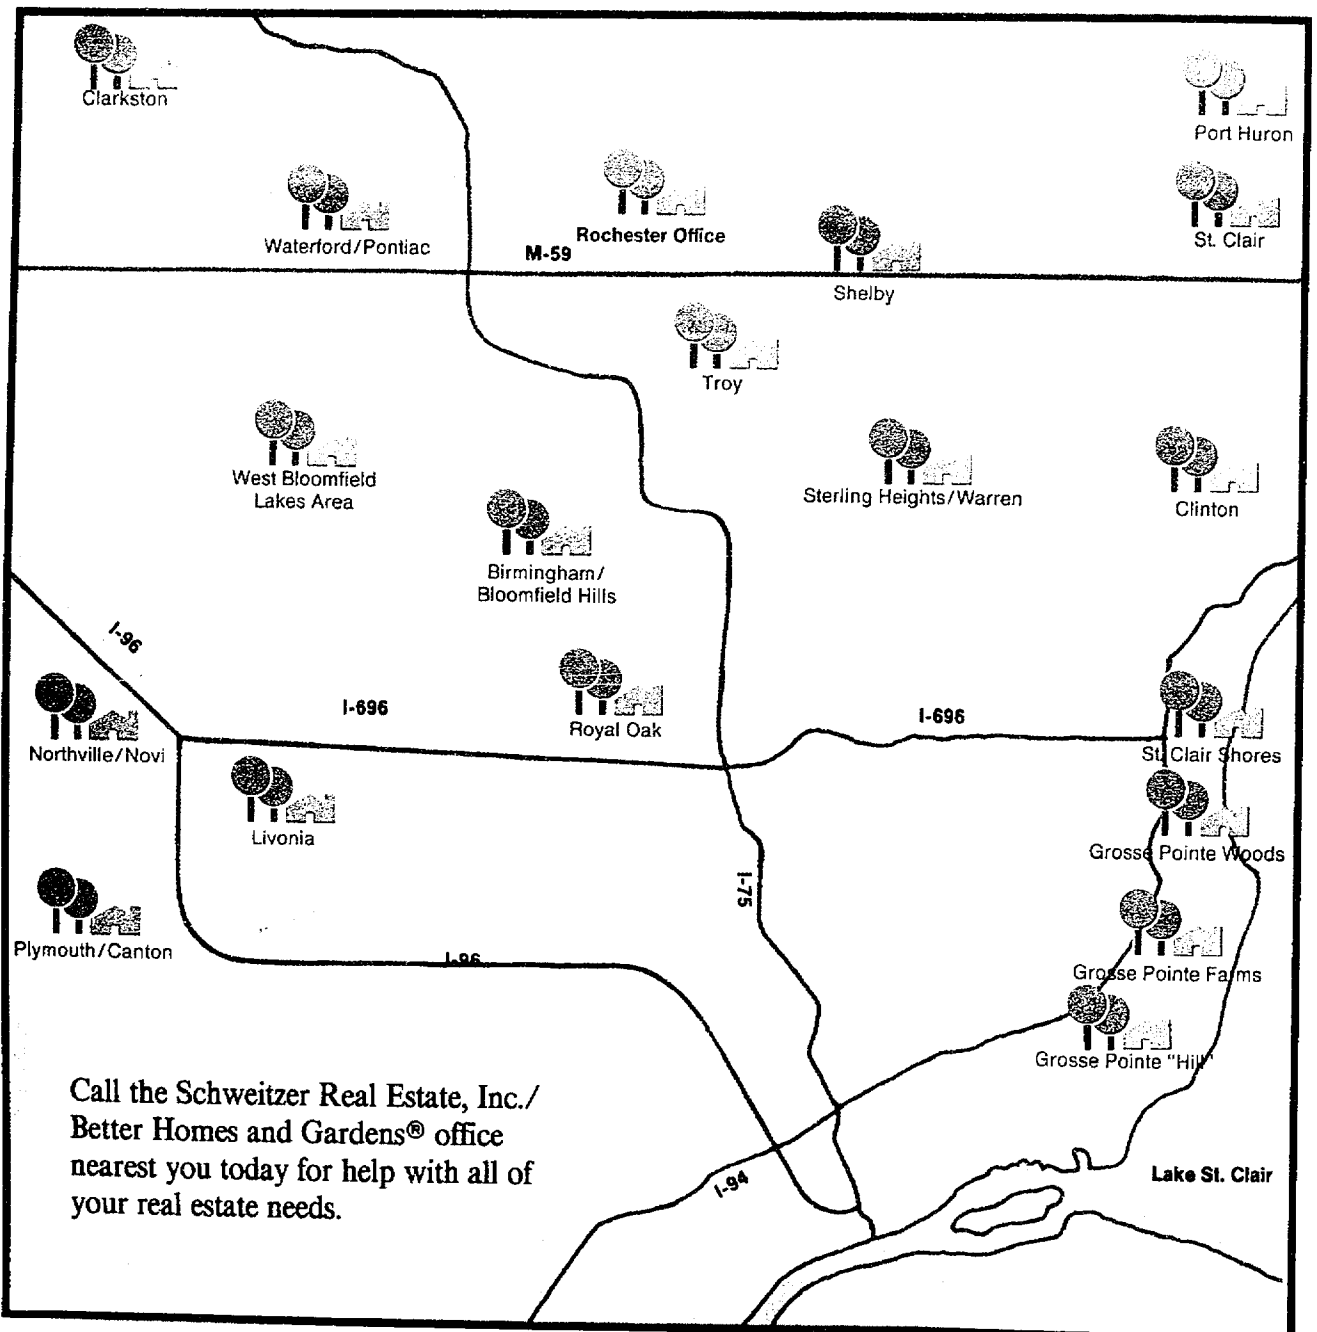 Clarkston
Port Huron
Waterford/Pontiac
Rochester Office
St. Clair
M-59
Shelby
Troy
West Bloomfield
Lakes Area
Sterling Heights/Warren
Clinton
Birmingham/
Bloomfield Hills
I-96
I-696
Royal Oak
I-696
Northville/Novi
St. Clair Shores
Livonia
Grosse Pointe Woods
I-75
Plymouth/Canton
I-96
Grosse Pointe Farms
Grosse Pointe "Hill"
Call the Schweitzer Real Estate, Inc./
Better Homes and Gardens® office
nearest you today for help with all of
your real estate needs.
I-94
Lake St. Clair